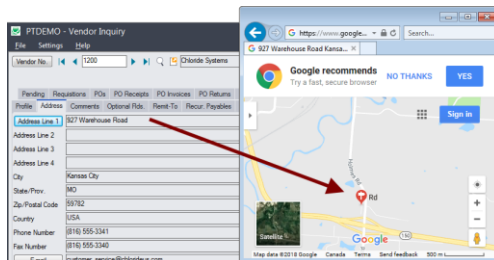 PTDEMO - Vendor Inquiry
File Settings Help
Vendor No. 1200 Chloride Systems
Pending Requisitions POs PO Receipts PO Invoices PO Returns
Profile Address Comments Optional Flds. Remit-To Recur. Payables
Address Line 1 927 Warehouse Road
Address Line 2
Address Line 3
Address Line 4
City Kansas City
State/Prov. MO
Zip/Postal Code 59782
Country USA
Phone Number (816) 555-3341
Fax Number (816) 555-3340
https://www.google... Search...
927 Warehouse Road Kansa...
Google recommends
Try a fast, secure browser
NO THANKS
YES
Sign in
Holmes Rd
Rd
Satellite
Google
150
Map data ©2018 Google Canada Terms Send feedback 500 m